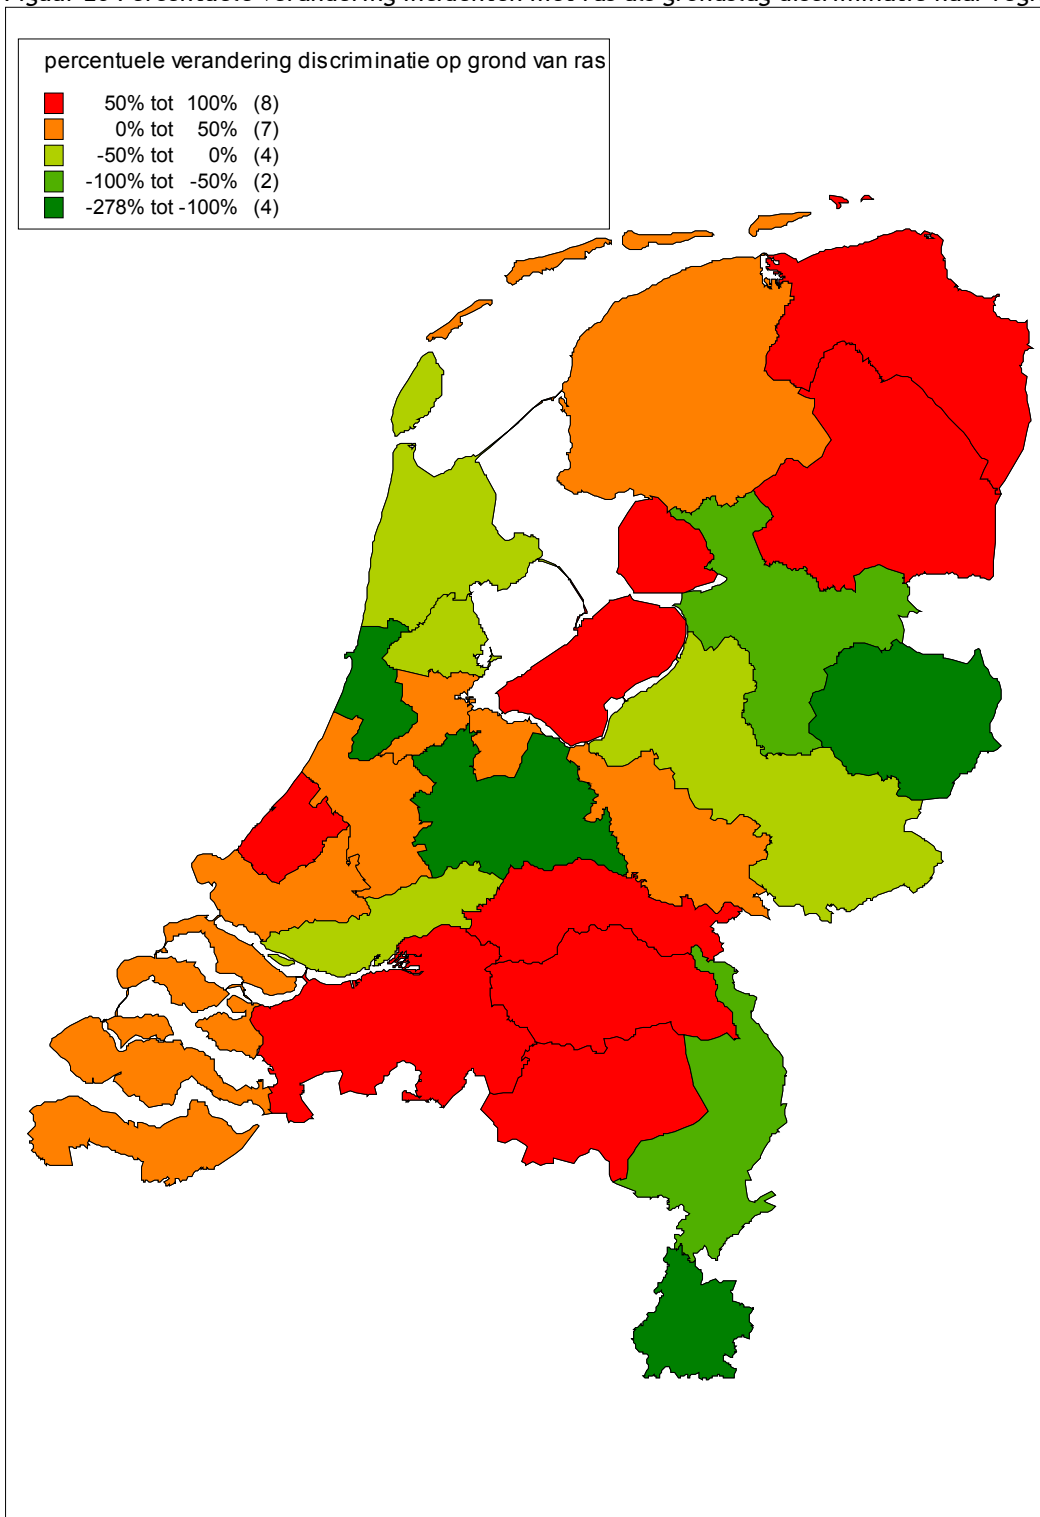 percentuele verandering discriminatie op grond van ras
50% tot 100% (8)
0% tot 50% (7)
-50% tot 0% (4)
-100% tot -50% (2)
-278% tot -100% (4)